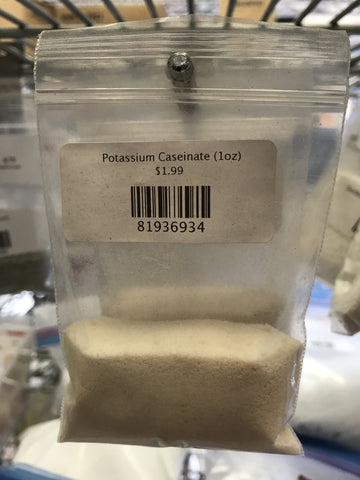 Potassium Caseinate (1oz)
$1.99
81936934